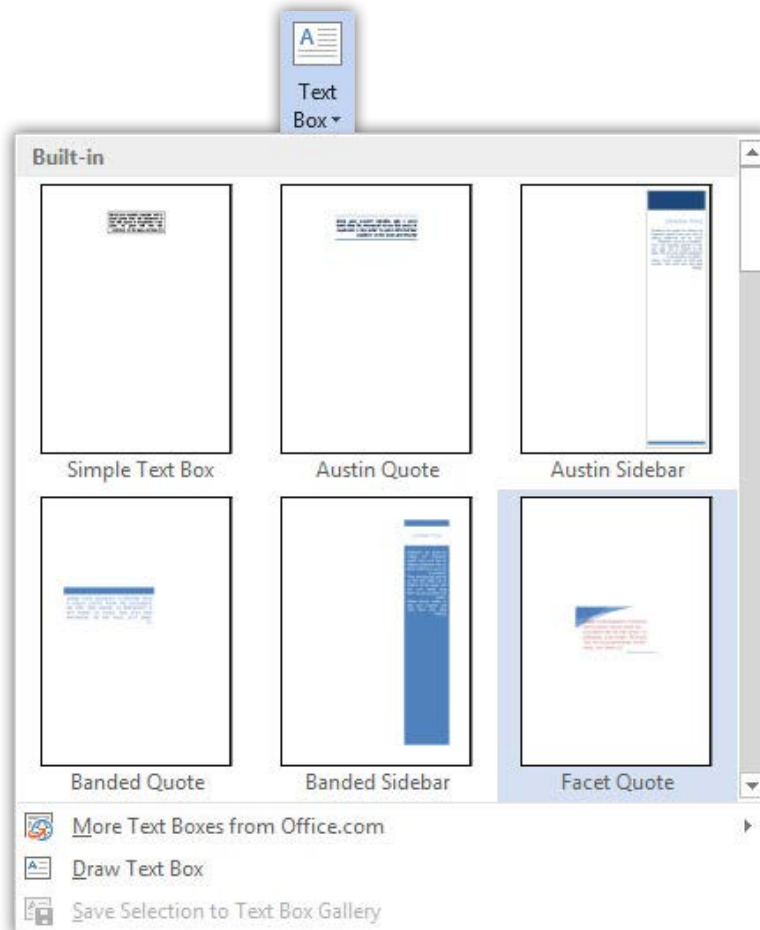 A
Text
Box
Built-in
Simple Text Box
Austin Quote
Austin Sidebar
Banded Quote
Banded Sidebar
Facet Quote
More Text Boxes from Office.com
Draw Text Box
Save Selection to Text Box Gallery